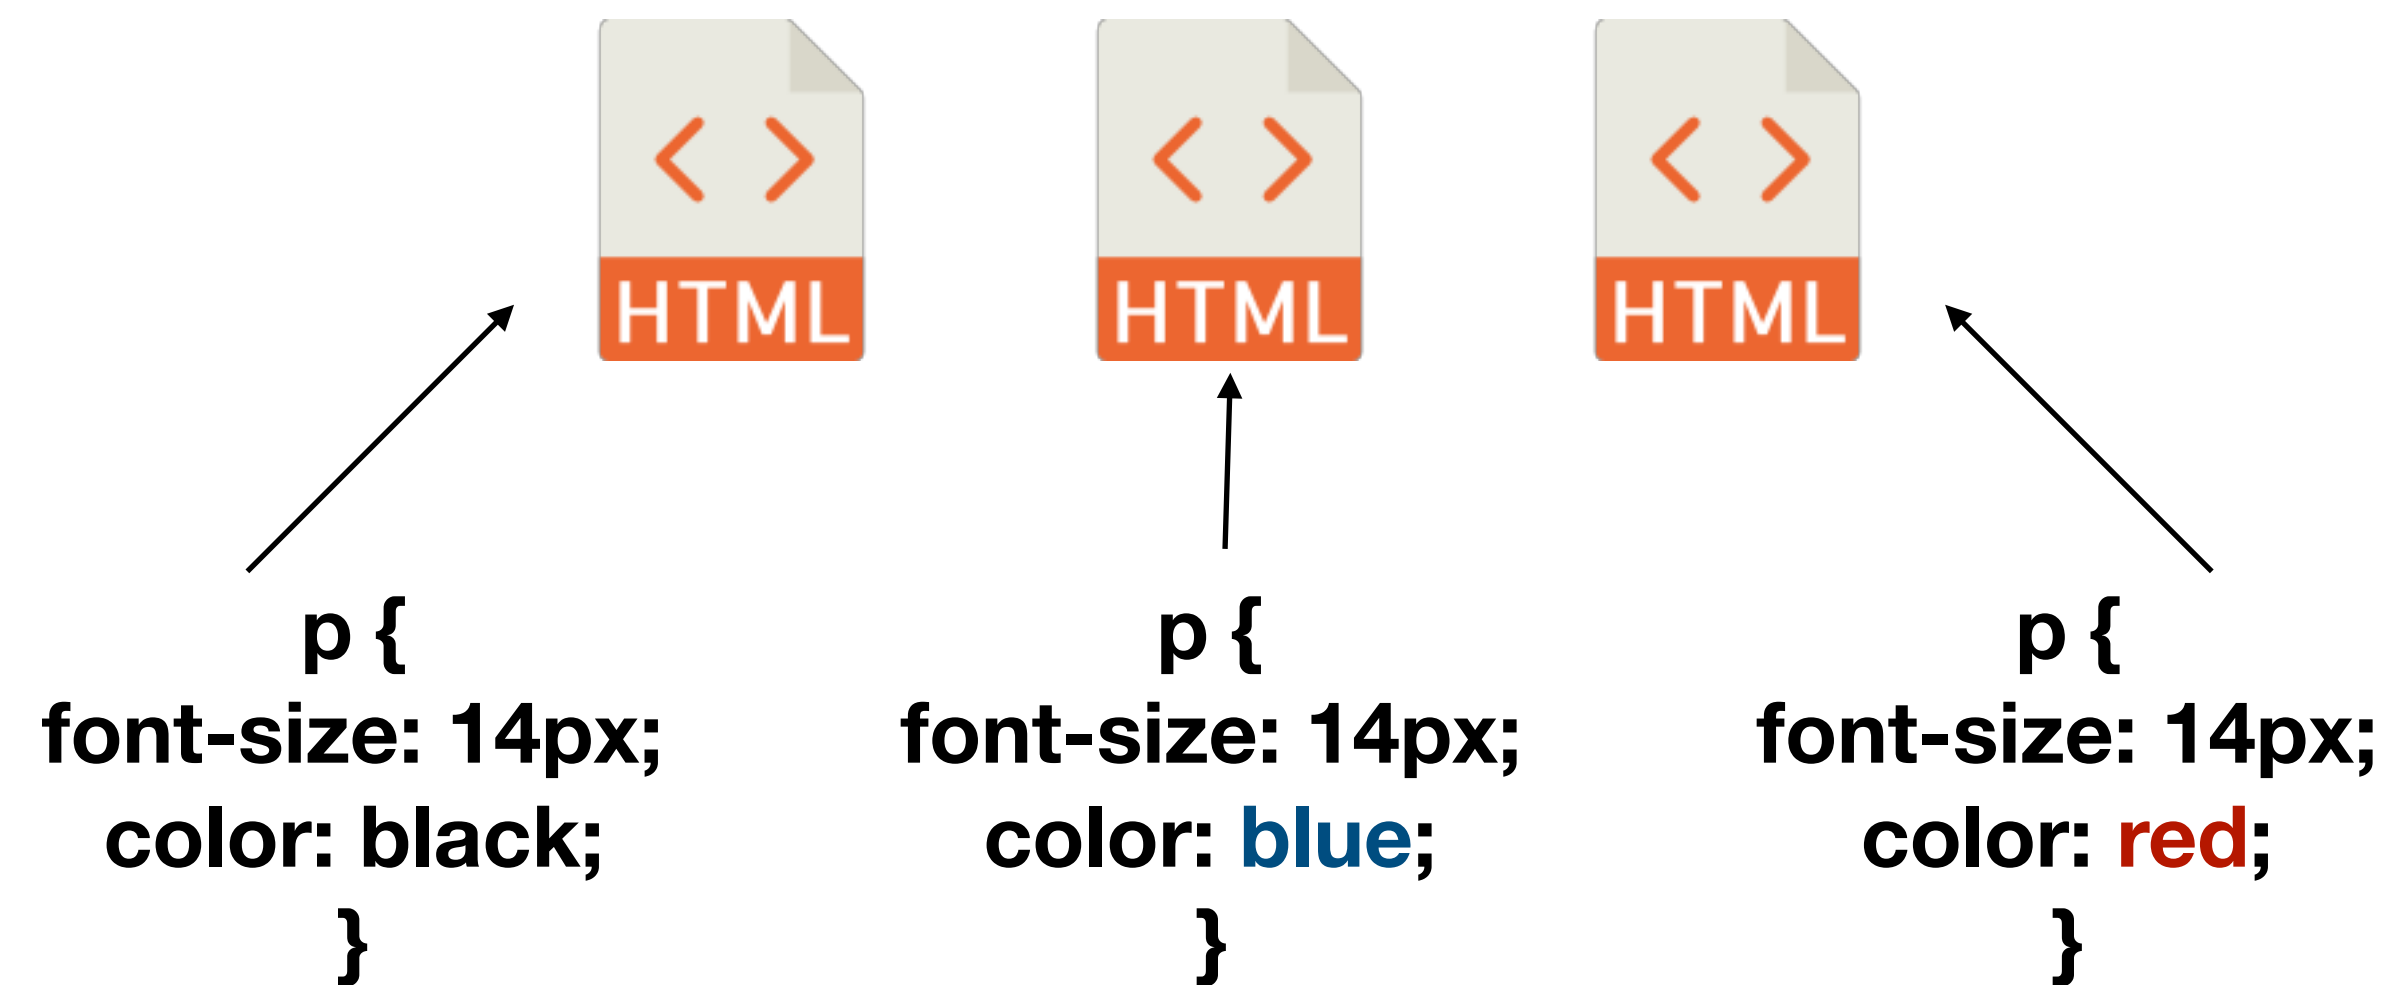 < >
HTML
< >
HTML
< >
HTML
p {
font-size: 14px;
color: black;
}
p {
font-size: 14px;
color: blue;
}
p {
font-size: 14px;
color: red;
}